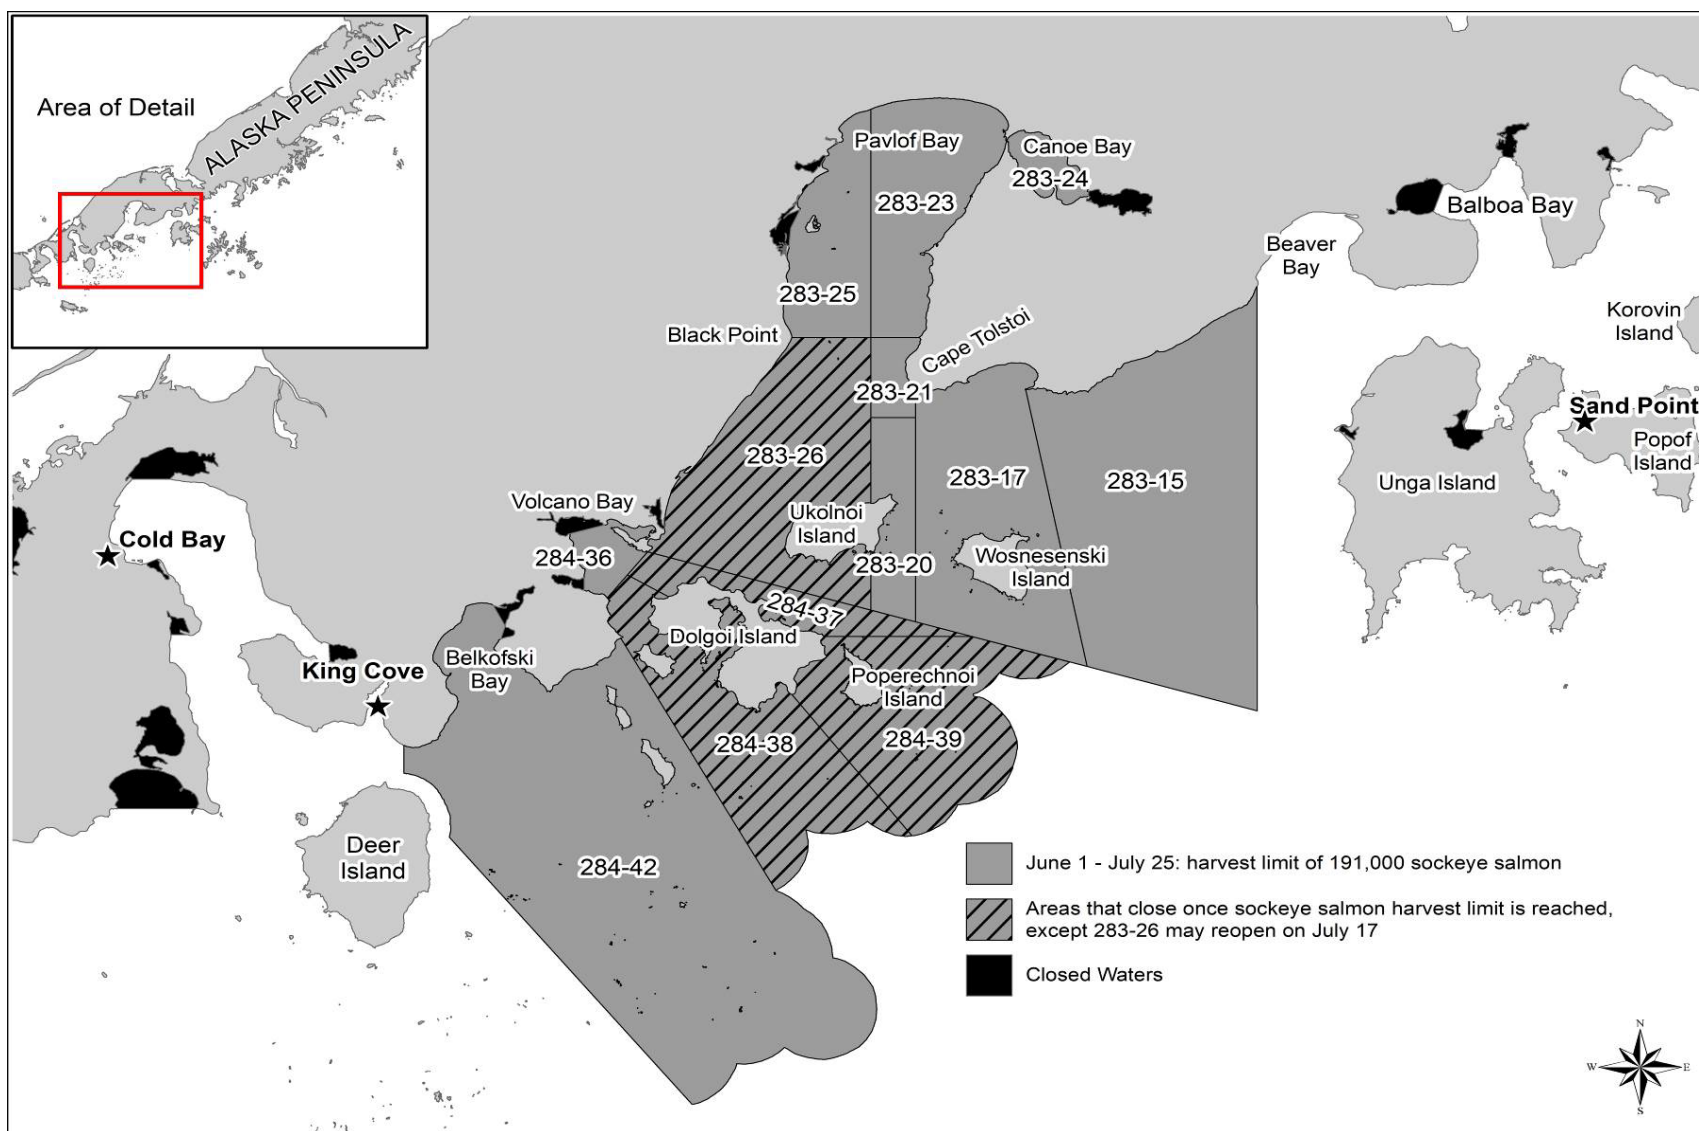 Area of Detail
ALASKA PENINSULA
Pavlof Bay
Canoe Bay
283-24
283-23
Balboa Bay
Beaver
Bay
283-25
Korovin
Island
Black Point
Cape Tolstoi
283-21
Sand Point
Popof
Island
283-26
283-17
283-15
Unga Island
Volcano Bay
Ukolnoi
Island
Cold Bay
284-36
283-20
Wosnesenski
Island
284-37
Dolgoi Island
King Cove
Belkofski
Bay
Poperechnoi
Island
284-38
284-39
Deer
Island
284-42
June 1 - July 25: harvest limit of 191,000 sockeye salmon
Areas that close once sockeye salmon harvest limit is reached,
except 283-26 may reopen on July 17
Closed Waters
N
W
E
S